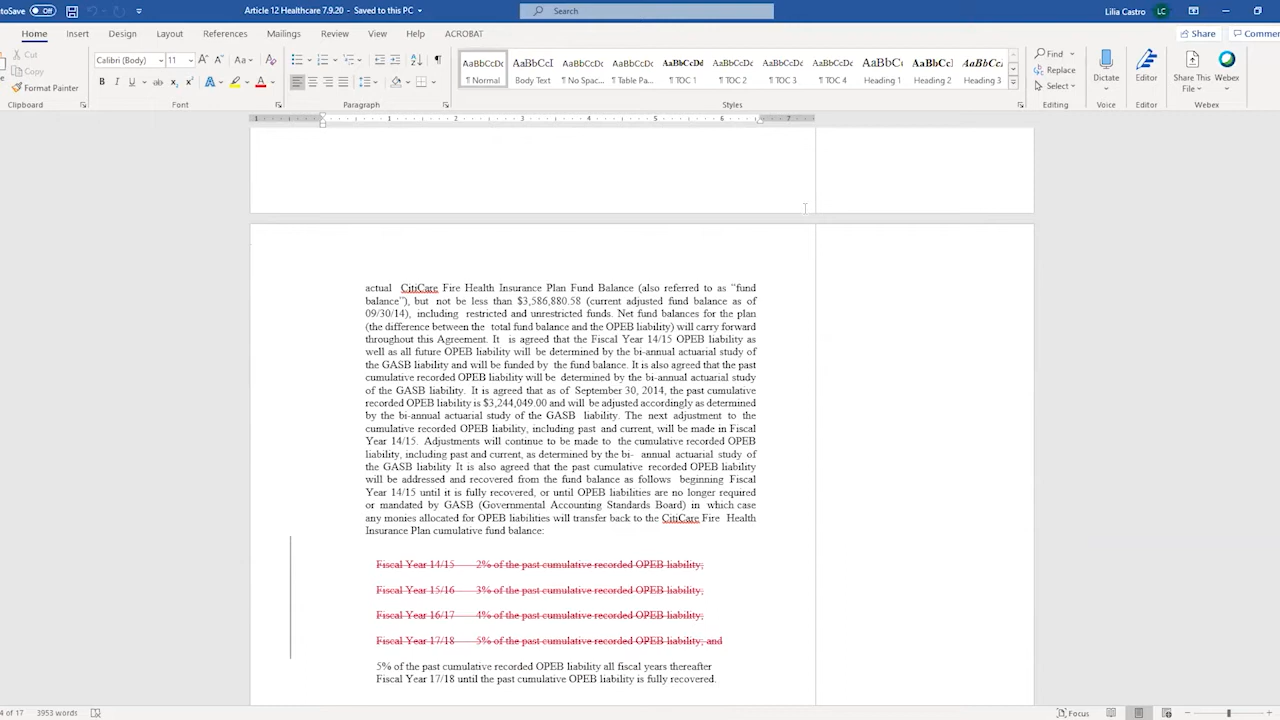 toSave Off Article 12 Healthcare 7.9.20 - Saved to this PC Search Lilia Castro LC
Home Insert Design Layout References Mailings Review View Help ACROBAT Share Commen
Cut
Copy
Format Painter
Clipboard
Calibri (Body) 11
Font
Paragraph
AaBbCcDc AaBbCcI AaBbCcDc AaBbCcDc AaBbCcDd AaBbCcDc AaBbCcDc AaBbCcDc AaBbCı AaBbCc] AaBbCc
¶ Normal Body Text ¶ No Spac... ¶ Table Pa... ¶ TOC 1 ¶ TOC 2 ¶ TOC 3 ¶ TOC 4 Heading 1 Heading 2 Heading 3
Styles
Find
Replace
Select
Editing
Dictate
Voice
Editor
Editor
Share This File
Webex
Webex
1 1 2 3 4 5 6 7
actual CitiCare Fire Health Insurance Plan Fund Balance (also referred to as “fund
balance”), but not be less than $3,586,880.58 (current adjusted fund balance as of
09/30/14), including restricted and unrestricted funds. Net fund balances for the plan
(the difference between the total fund balance and the OPEB liability) will carry forward
throughout this Agreement. It is agreed that the Fiscal Year 14/15 OPEB liability as
well as all future OPEB liability will be determined by the bi-annual actuarial study of
the GASB liability and will be funded by the fund balance. It is also agreed that the past
cumulative recorded OPEB liability will be determined by the bi-annual actuarial study
of the GASB liability. It is agreed that as of September 30, 2014, the past cumulative
recorded OPEB liability is $3,244,049.00 and will be adjusted accordingly as determined
by the bi-annual actuarial study of the GASB liability. The next adjustment to the
cumulative recorded OPEB liability, including past and current, will be made in Fiscal
Year 14/15. Adjustments will continue to be made to the cumulative recorded OPEB
liability, including past and current, as determined by the bi- annual actuarial study of
the GASB liability It is also agreed that the past cumulative recorded OPEB liability
will be addressed and recovered from the fund balance as follows beginning Fiscal
Year 14/15 until it is fully recovered, or until OPEB liabilities are no longer required
or mandated by GASB (Governmental Accounting Standards Board) in which case
any monies allocated for OPEB liabilities will transfer back to the CitiCare Fire Health
Insurance Plan cumulative fund balance:
Fiscal Year 14/15 2% of the past cumulative recorded OPEB liability;
Fiscal Year 15/16 3% of the past cumulative recorded OPEB liability;
Fiscal Year 16/17 4% of the past cumulative recorded OPEB liability;
Fiscal Year 17/18 5% of the past cumulative recorded OPEB liability; and
5% of the past cumulative recorded OPEB liability all fiscal years thereafter
Fiscal Year 17/18 until the past cumulative OPEB liability is fully recovered.
4 of 17 3953 words Focus